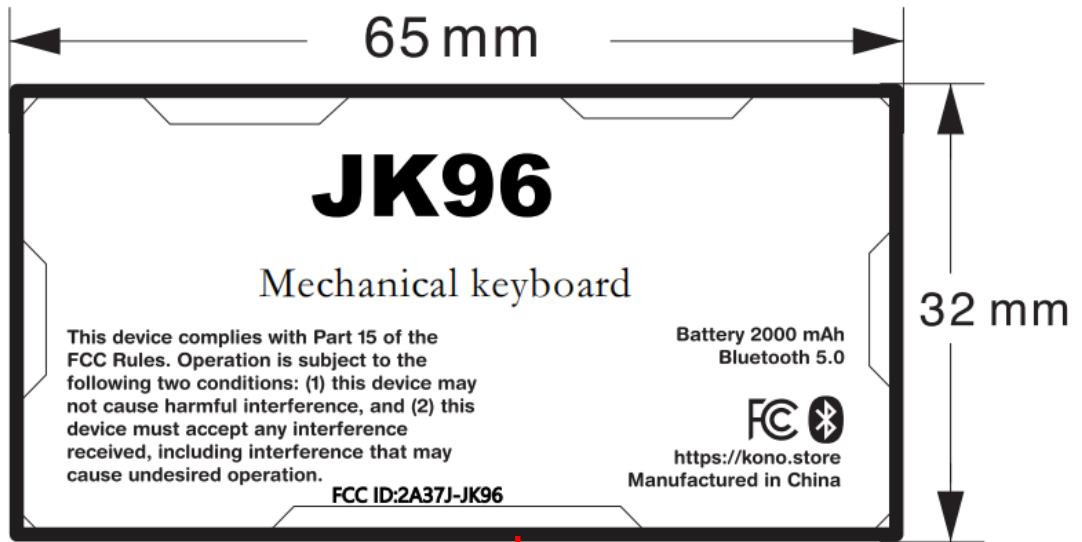 65 mm
JK96
Mechanical keyboard
This device complies with Part 15 of the
FCC Rules. Operation is subject to the
following two conditions: (1) this device may
not cause harmful interference, and (2) this
device must accept any interference
received, including interference that may
cause undesired operation.
FCC ID:2A37J-JK96
Battery 2000 mAh
Bluetooth 5.0
FC
https://kono.store
Manufactured in China
32 mm